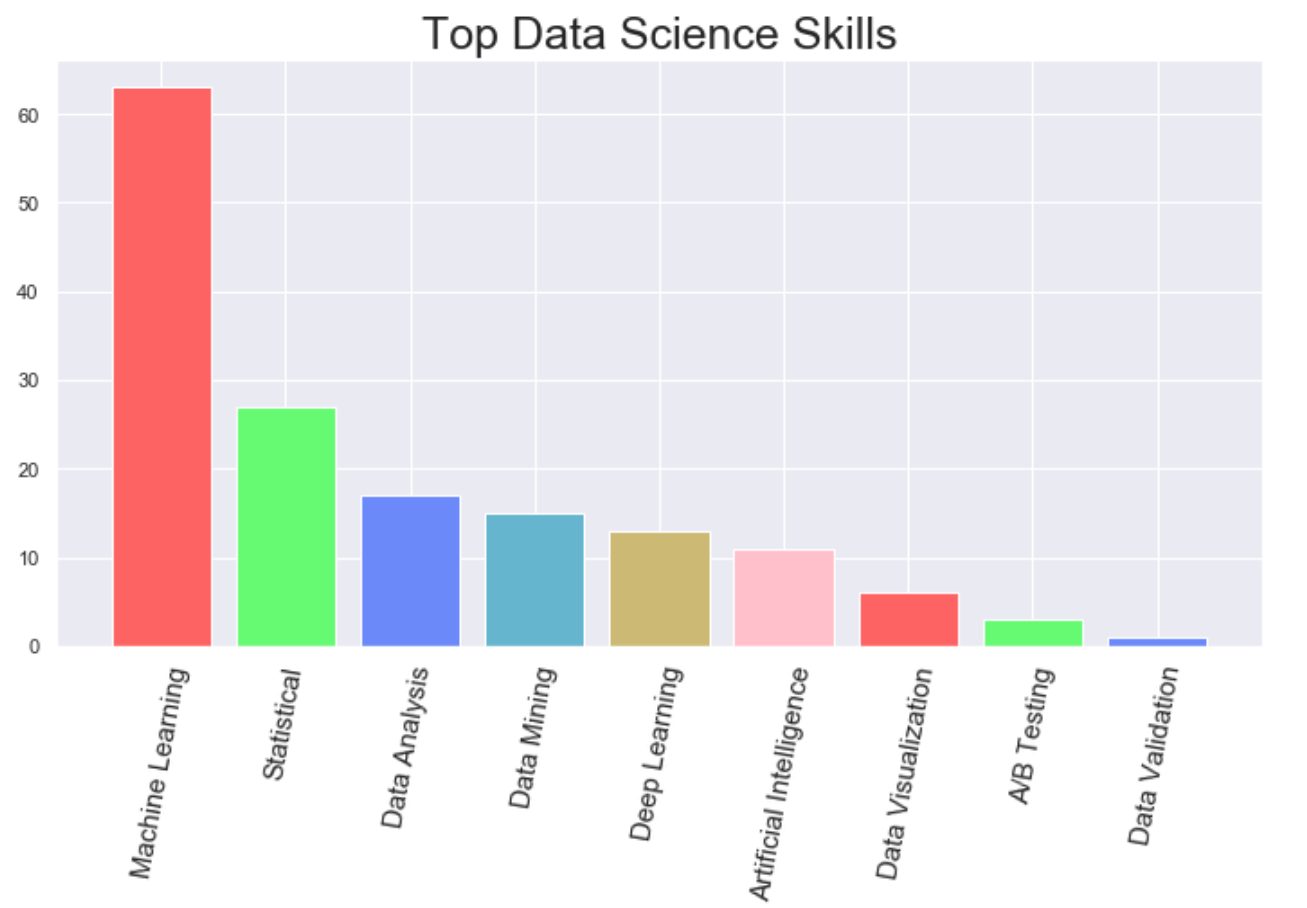 Top Data Science Skills
60
50
40
30
20
10
0
Machine Learning
Statistical
Data Analysis
Data Mining
Deep Learning
Artificial Intelligence
Data Visualization
A/B Testing
Data Validation